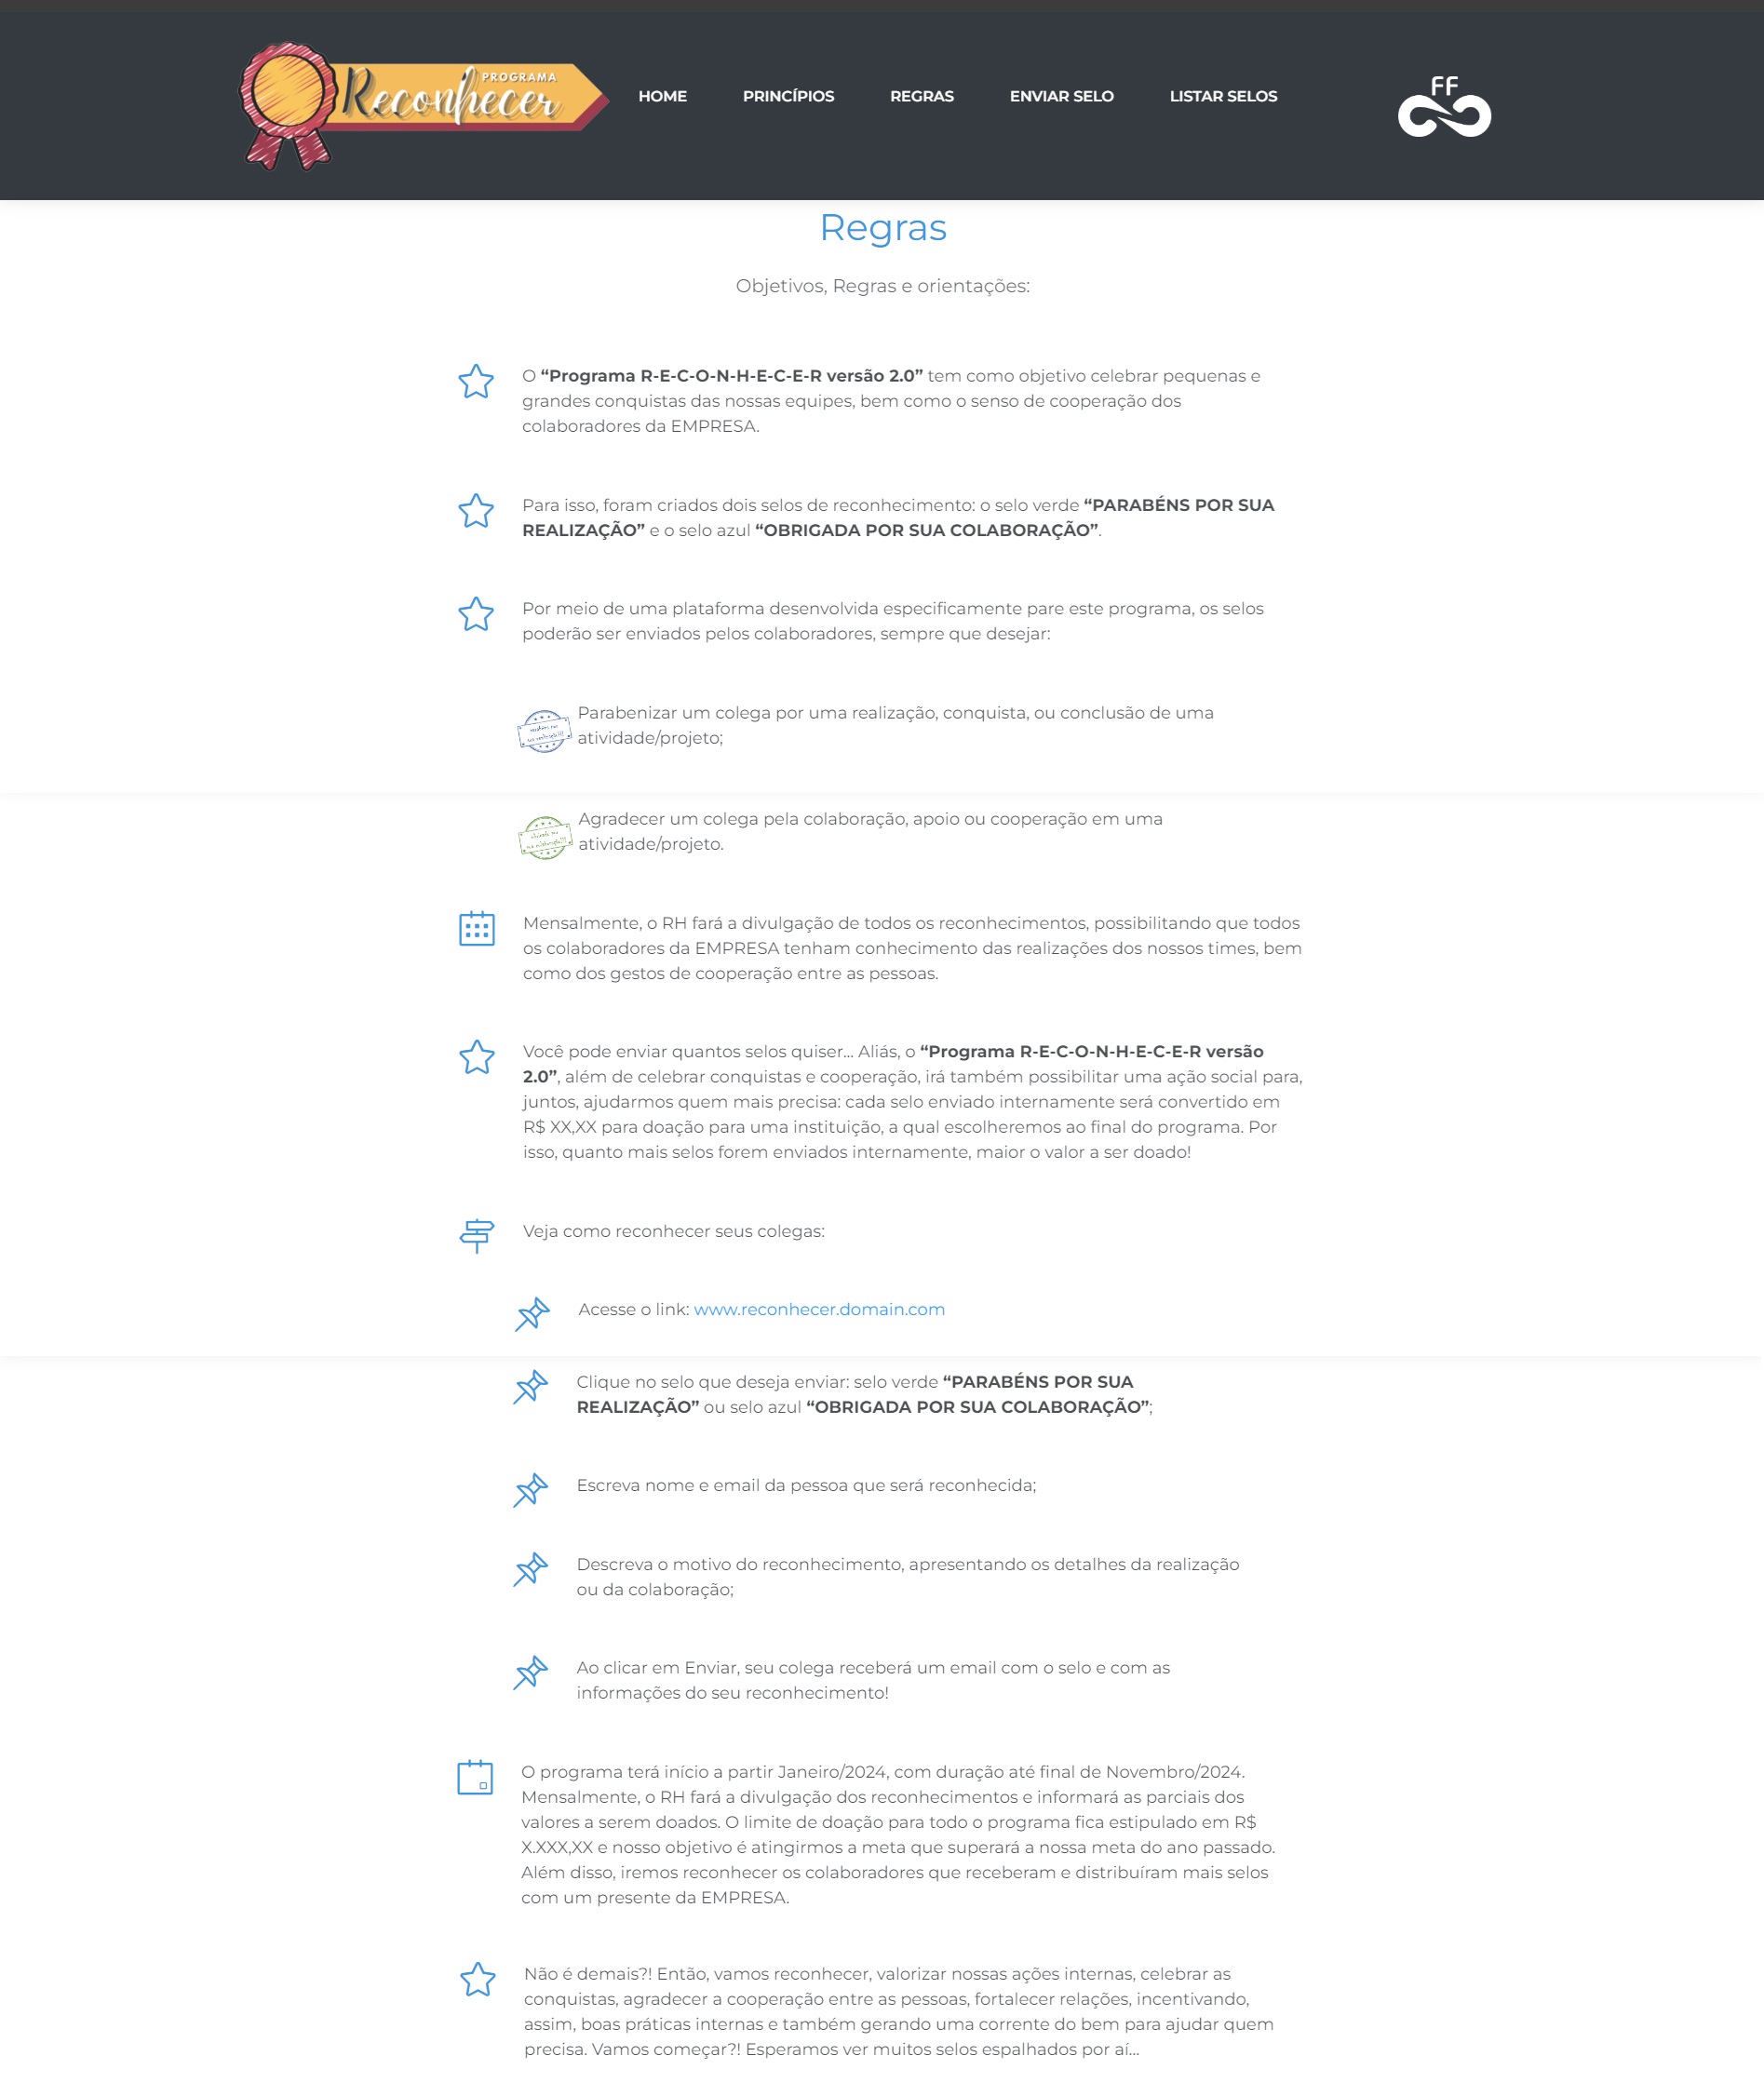 PROGRAMA
Reconhecer
HOME
PRINCÍPIOS
REGRAS
ENVIAR SELO
LISTAR SELOS
FF
Regras
Objetivos, Regras e orientações:
O “Programa R-E-C-O-N-H-E-C-E-R versão 2.0” tem como objetivo celebrar pequenas e
grandes conquistas das nossas equipes, bem como o senso de cooperação dos
colaboradores da EMPRESA.
Para isso, foram criados dois selos de reconhecimento: o selo verde “PARABÉNS POR SUA
REALIZAÇÃO” e o selo azul “OBRIGADA POR SUA COLABORAÇÃO”.
Por meio de uma plataforma desenvolvida especificamente pare este programa, os selos
poderão ser enviados pelos colaboradores, sempre que desejar:
Parabenizar um colega por uma realização, conquista, ou conclusão de uma
atividade/projeto;
Agradecer um colega pela colaboração, apoio ou cooperação em uma
atividade/projeto.
Mensalmente, o RH fará a divulgação de todos os reconhecimentos, possibilitando que todos
os colaboradores da EMPRESA tenham conhecimento das realizações dos nossos times, bem
como dos gestos de cooperação entre as pessoas.
Você pode enviar quantos selos quiser... Aliás, o “Programa R-E-C-O-N-H-E-C-E-R versão
2.0”, além de celebrar conquistas e cooperação, irá também possibilitar uma ação social para,
juntos, ajudarmos quem mais precisa: cada selo enviado internamente será convertido em
R$ XX,XX para doação para uma instituição, a qual escolheremos ao final do programa. Por
isso, quanto mais selos forem enviados internamente, maior o valor a ser doado!
Veja como reconhecer seus colegas:
Acesse o link: www.reconhecer.domain.com
Clique no selo que deseja enviar: selo verde “PARABÉNS POR SUA
REALIZAÇÃO” ou selo azul “OBRIGADA POR SUA COLABORAÇÃO”;
Escreva nome e email da pessoa que será reconhecida;
Descreva o motivo do reconhecimento, apresentando os detalhes da realização
ou da colaboração;
Ao clicar em Enviar, seu colega receberá um email com o selo e com as
informações do seu reconhecimento!
O programa terá início a partir Janeiro/2024, com duração até final de Novembro/2024.
Mensalmente, o RH fará a divulgação dos reconhecimentos e informará as parciais dos
valores a serem doados. O limite de doação para todo o programa fica estipulado em R$
X.XXX,XX e nosso objetivo é atingirmos a meta que superará a nossa meta do ano passado.
Além disso, iremos reconhecer os colaboradores que receberam e distribuíram mais selos
com um presente da EMPRESA.
Não é demais?! Então, vamos reconhecer, valorizar nossas ações internas, celebrar as
conquistas, agradecer a cooperação entre as pessoas, fortalecer relações, incentivando,
assim, boas práticas internas e também gerando uma corrente do bem para ajudar quem
precisa. Vamos começar?! Esperamos ver muitos selos espalhados por aí...